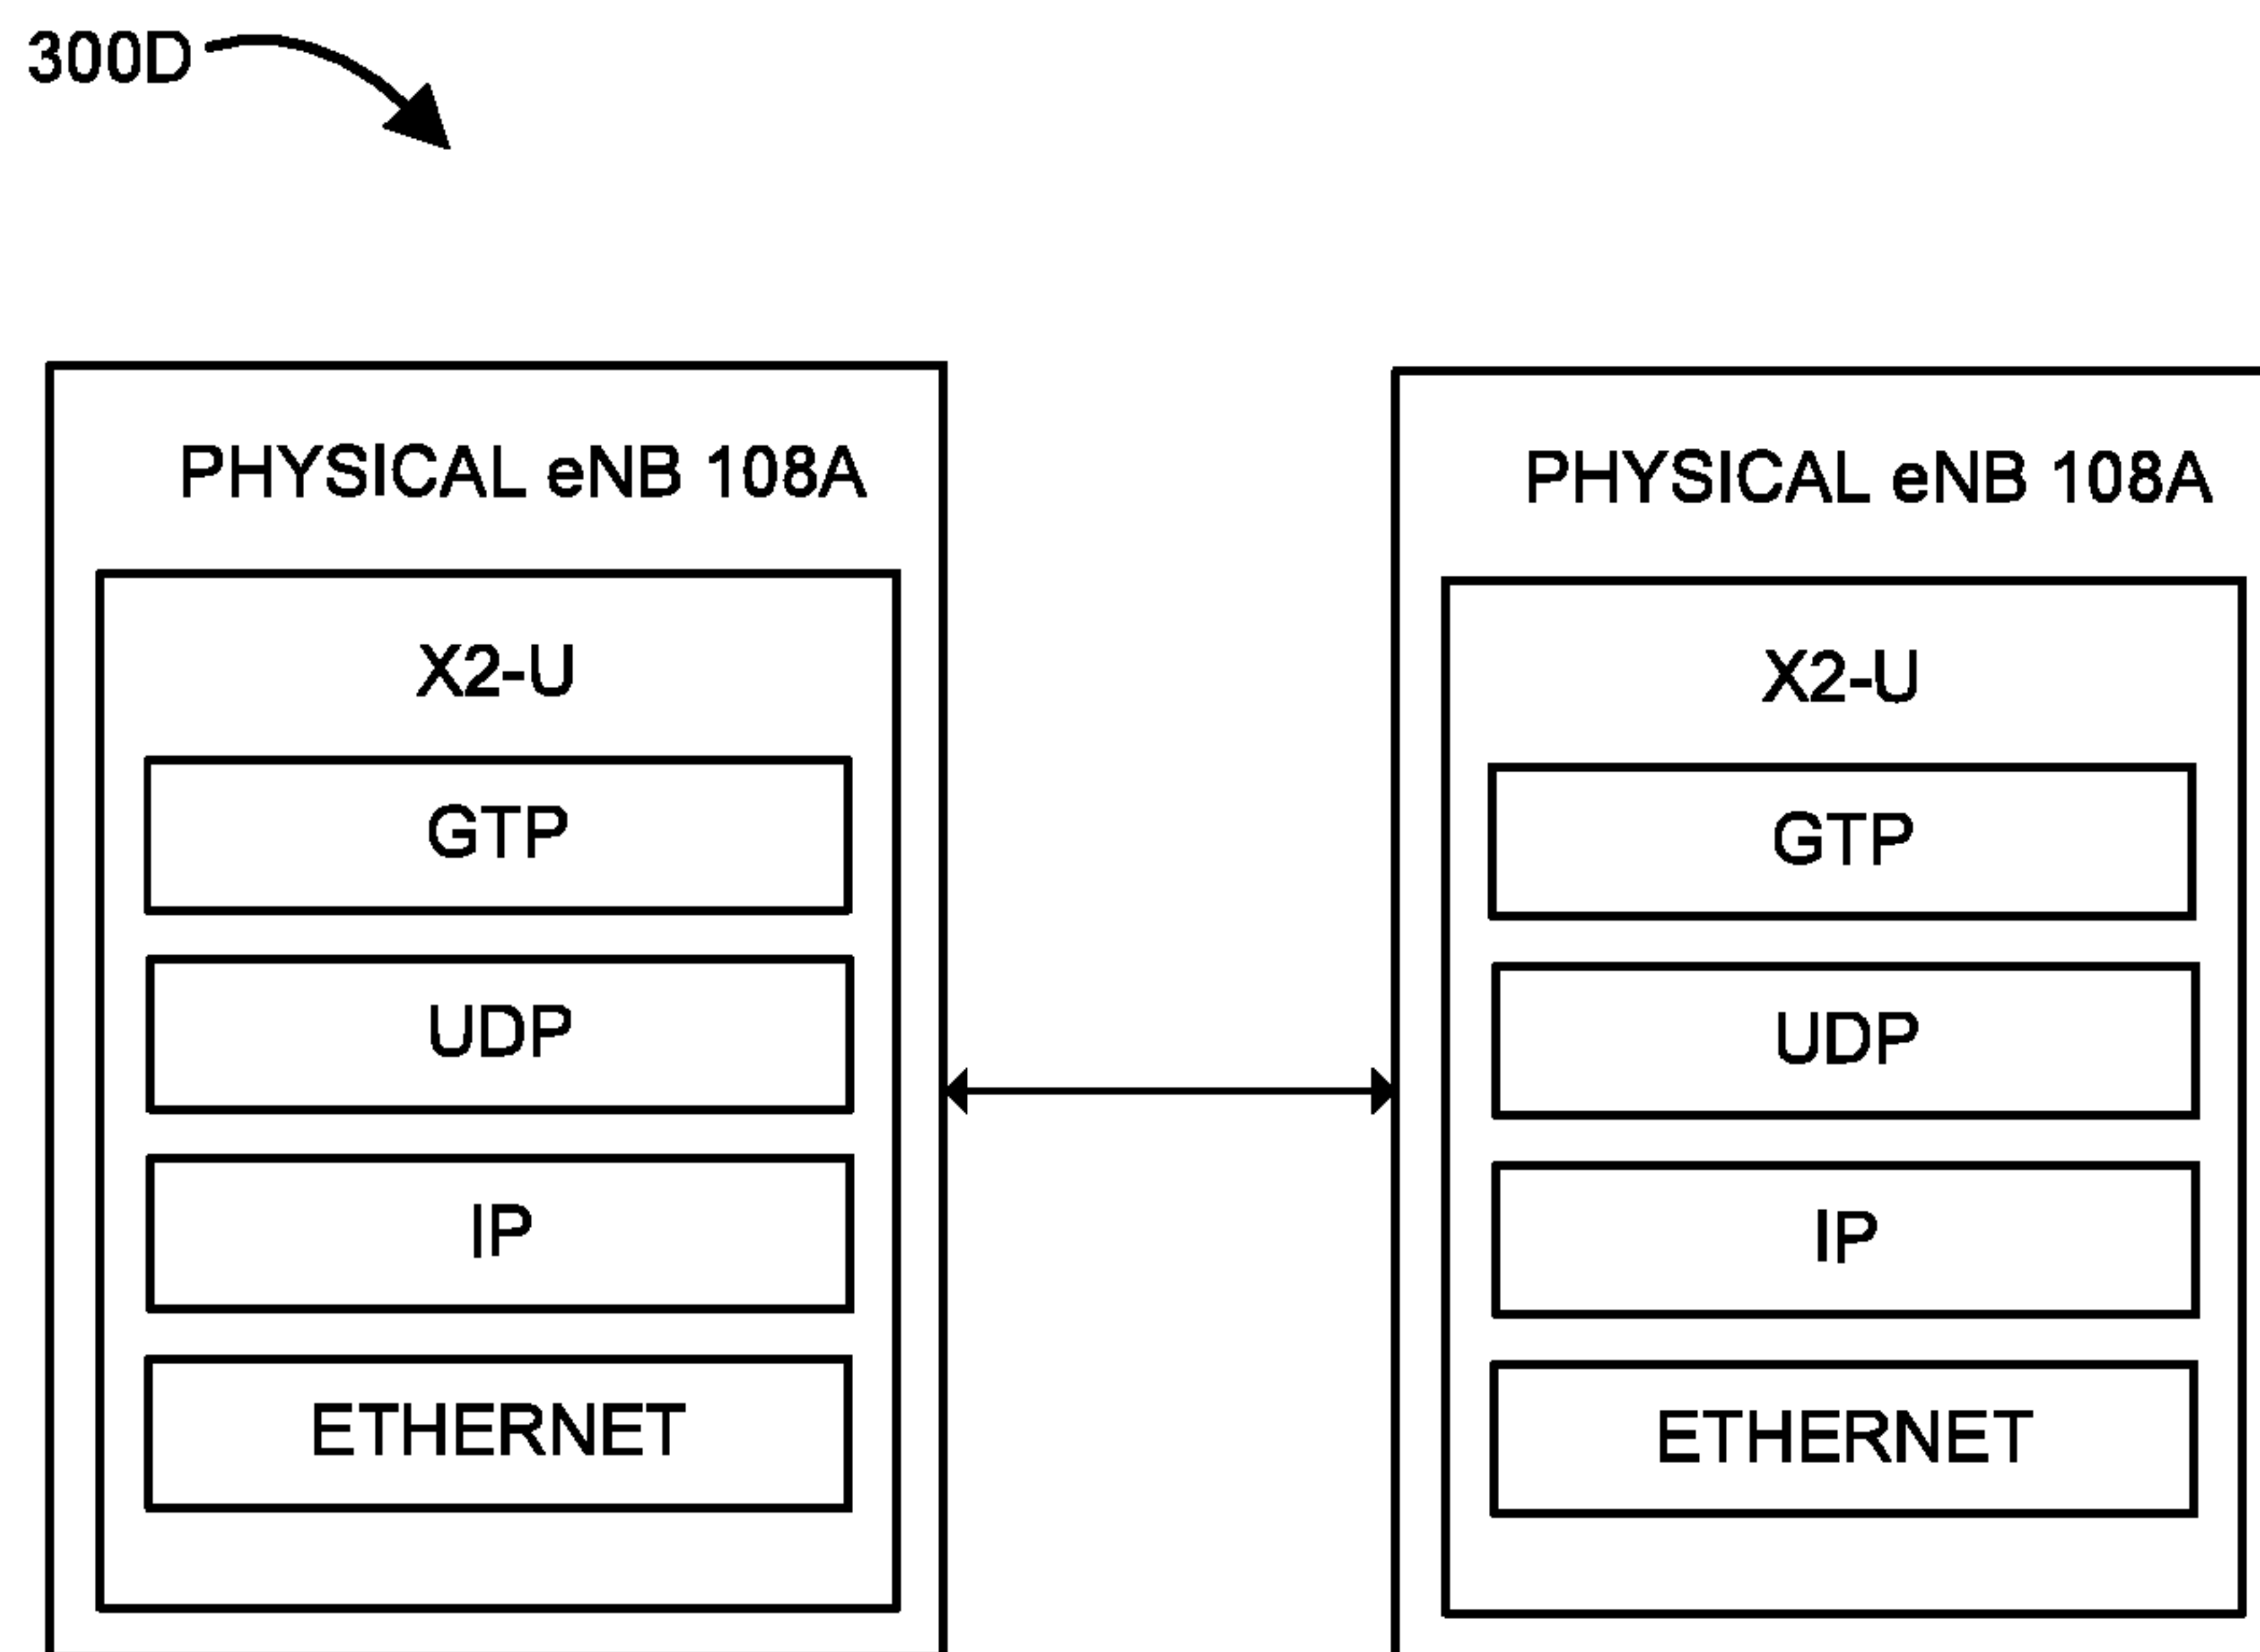 300D
PHYSICAL eNB 108A
X2-U
GTP
UDP
IP
ETHERNET
PHYSICAL eNB 108A
X2-U
GTP
UDP
IP
ETHERNET